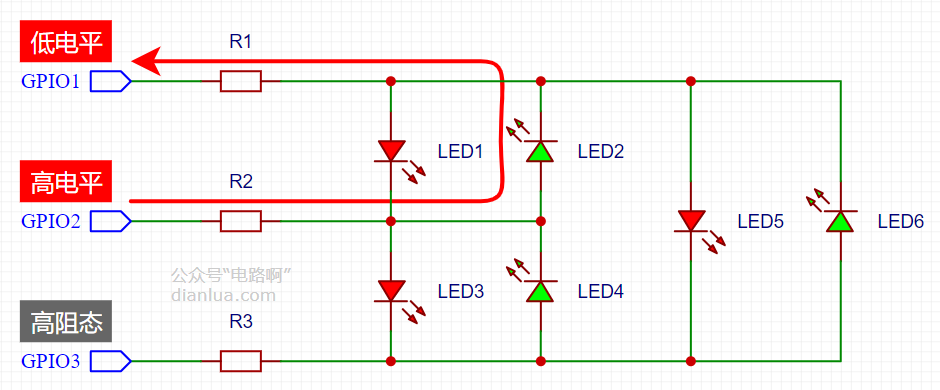 低电平
R1
GPIO1
LED1
LED2
高电平
R2
GPIO2
LED5
LED6
公众号“电路啊”
dianlua.com
LED3
LED4
高阻态
R3
GPIO3